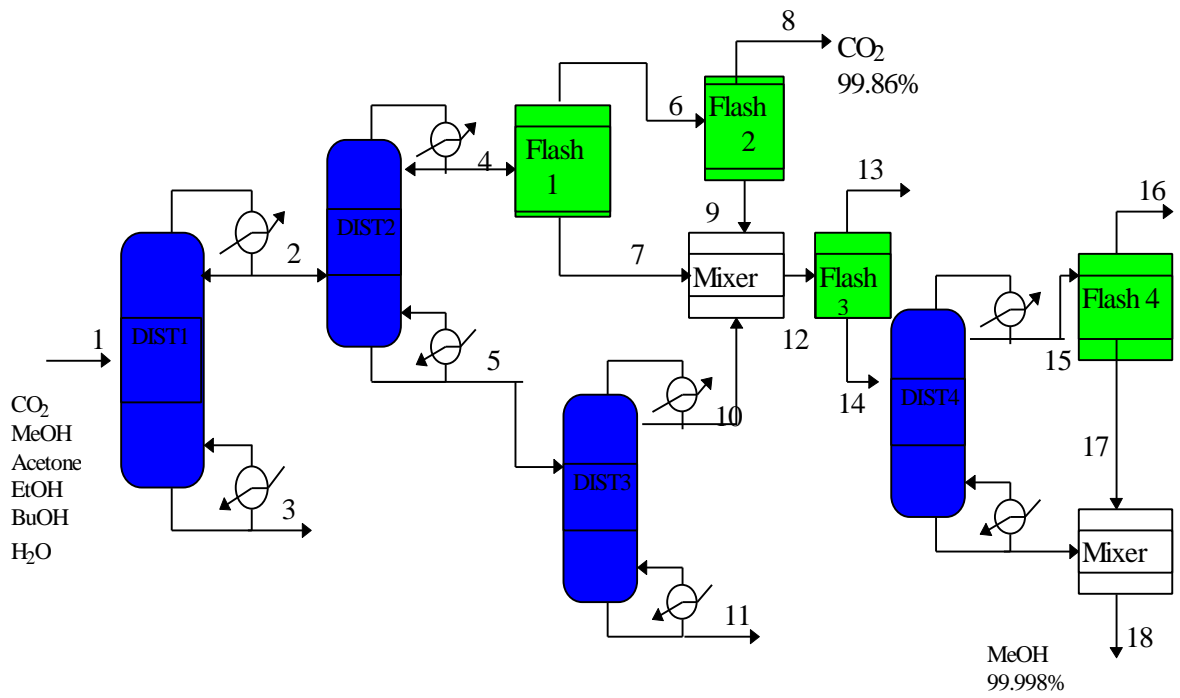 8
CO2
99.86%
6
Flash
2
4
Flash
1
13
16
9
DIST2
2
7
Mixer
Flash
3
Flash 4
12
1
DIST1
5
15
14
10
DIST4
CO2
MeOH
Acetone
EtOH
BuOH
H2O
17
DIST3
3
Mixer
11
18
MeOH
99.998%